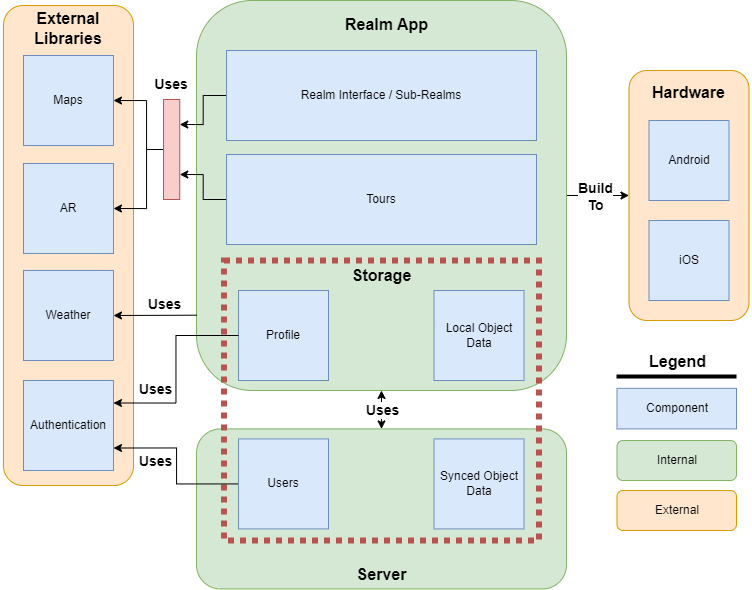 External
Libraries
Maps
AR
Weather
Authentication
Uses
Uses
Uses
Uses
Realm App
Realm Interface / Sub-Realms
Tours
Storage
Profile
Local Object
Data
Uses
Users
Synced Object
Data
Server
Build
To
Hardware
Android
iOS
Legend
Component
Internal
External